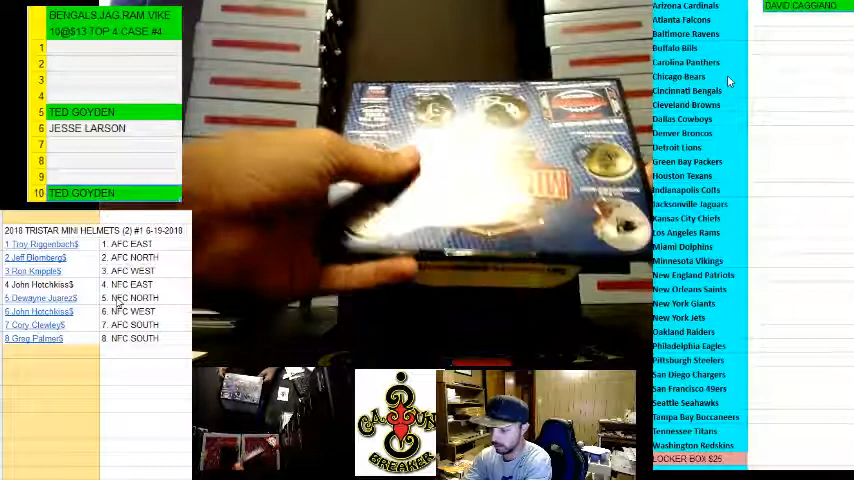 BENGALS,JAG,RAM,VIKE
10@$13 TOP 4 CASE #4
1
2
3
4
5 TED GOYDEN
6 JESSE LARSON
7
8
9
10 TED GOYDEN
2018 TRISTAR MINI HELMETS (2) #1 6-19-2018
1 Troy Riggenbach$ 1. AFC EAST
2 Jeff Blomberg$ 2. AFC NORTH
3 Ron Knipple$ 3. AFC WEST
4 John Hotchkiss$ 4. NFC EAST
5 Dewayne Juarez$ 5. NFC NORTH
6 John Hotchkiss$ 6. NFC WEST
7 Cory Clewley$ 7. AFC SOUTH
8 Greg Palmer$ 8. NFC SOUTH
CAJUN
BREAKER
Arizona Cardinals
Atlanta Falcons
Baltimore Ravens
Buffalo Bills
Carolina Panthers
Chicago Bears
Cincinnati Bengals
Cleveland Browns
Dallas Cowboys
Denver Broncos
Detroit Lions
Green Bay Packers
Houston Texans
Indianapolis Colts
Jacksonville Jaguars
Kansas City Chiefs
Los Angeles Rams
Miami Dolphins
Minnesota Vikings
New England Patriots
New Orleans Saints
New York Giants
New York Jets
Oakland Raiders
Philadelphia Eagles
Pittsburgh Steelers
San Diego Chargers
San Francisco 49ers
Seattle Seahawks
Tampa Bay Buccaneers
Tennessee Titans
Washington Redskins
LOCKER BOX $25
DAVID CAGGIANO